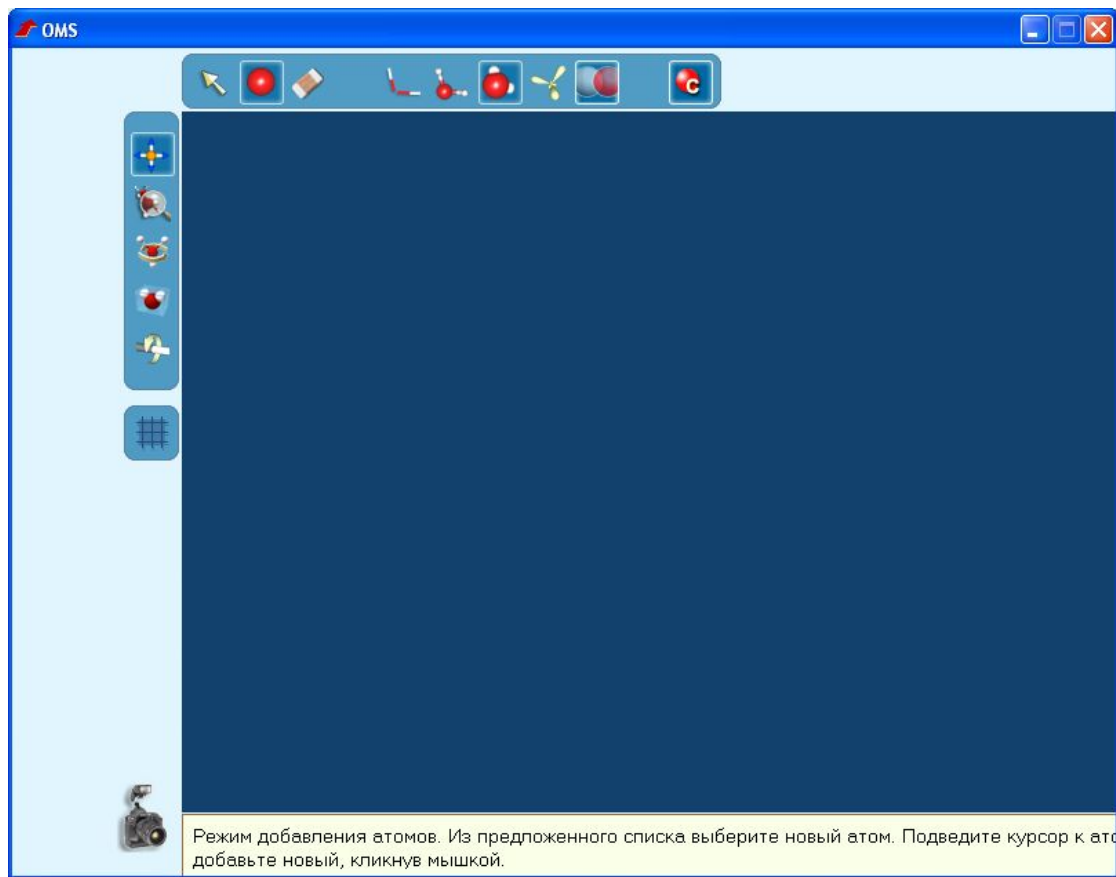 OMS
C
Режим добавления атомов. Из предложенного списка выберите новый атом. Подведите курсор к ато
добавьте новый, кликнув мышкой.